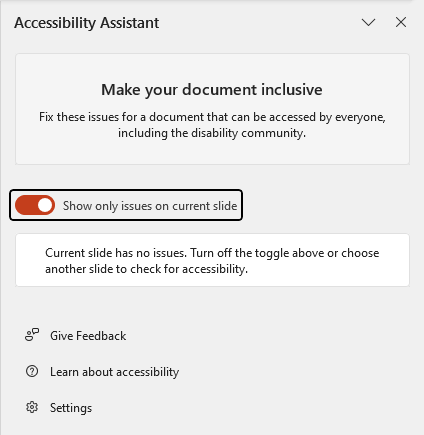 Accessibility Assistant
Make your document inclusive
Fix these issues for a document that can be accessed by everyone,
including the disability community.
Show only issues on current slide
Current slide has no issues. Turn off the toggle above or choose
another slide to check for accessibility.
Give Feedback
Learn about accessibility
Settings